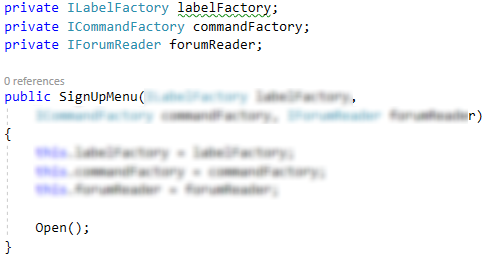 private ILabelFactory labelFactory;
private ICommandFactory commandFactory;
private IForumReader forumReader;
0 references
public SignUpMenu(ILabelFactory labelFactory,
ICommandFactory commandFactory, IForumReader forumReader)
{
this.labelFactory = labelFactory;
this.commandFactory = commandFactory;
this.forumReader = forumReader;
Open();
}